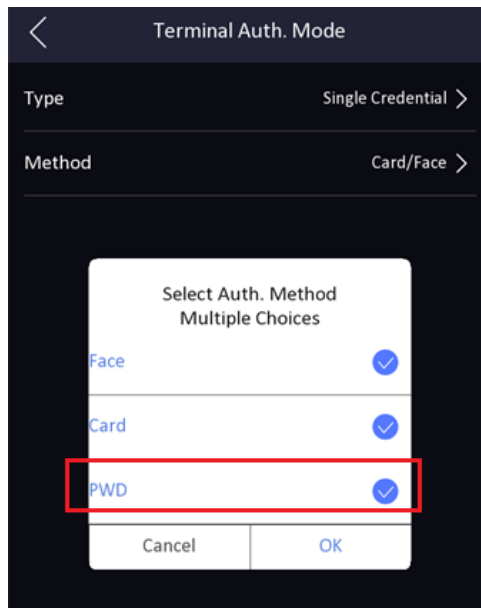 Terminal Auth. Mode
Type Single Credential
Method Card/Face
Select Auth. Method
Multiple Choices
Face
Card
PWD
Cancel OK